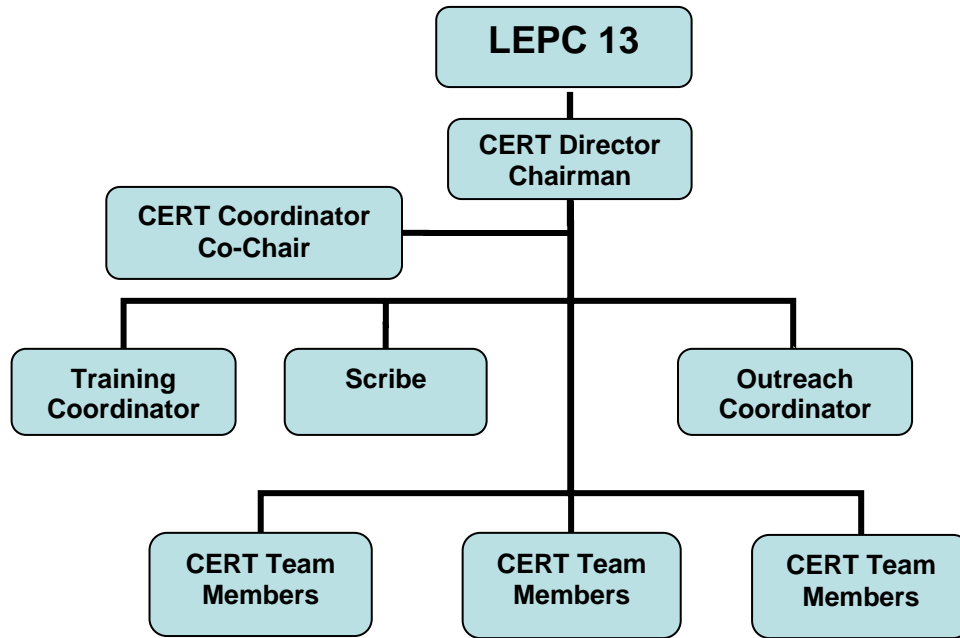 LEPC 13
CERT Director
Chairman
CERT Coordinator
Co-Chair
Training
Coordinator
Scribe
Outreach
Coordinator
CERT Team
Members
CERT Team
Members
CERT Team
Members